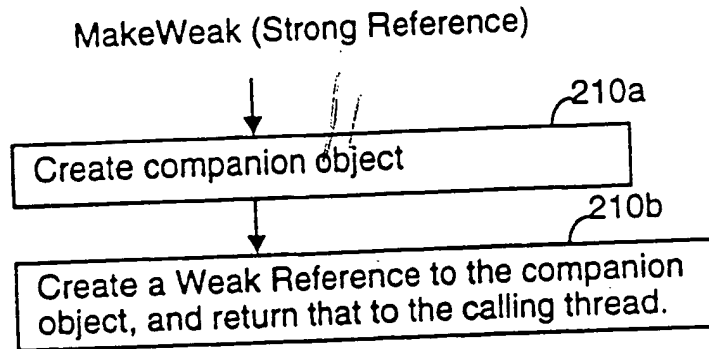 MakeWeak (Strong Reference)
210a
Create companion object
210b
Create a Weak Reference to the companion
object, and return that to the calling thread.